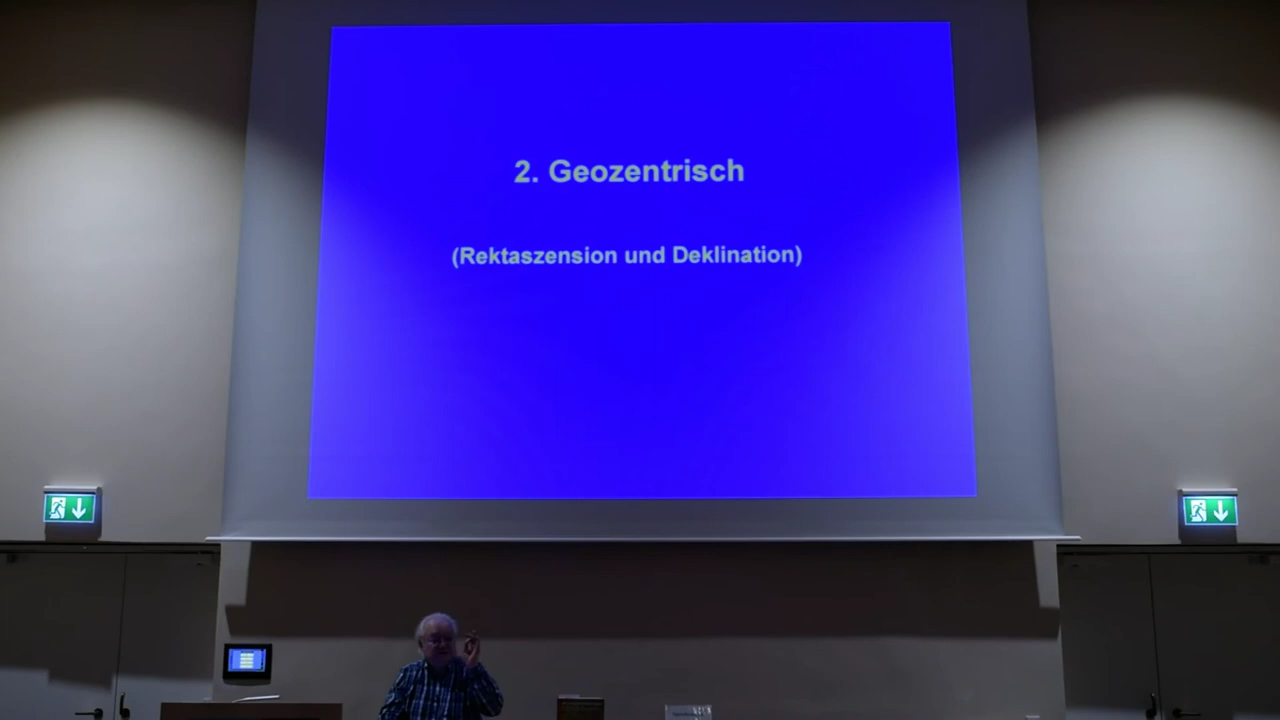 2. Geozentrisch
(Rektaszension und Deklination)